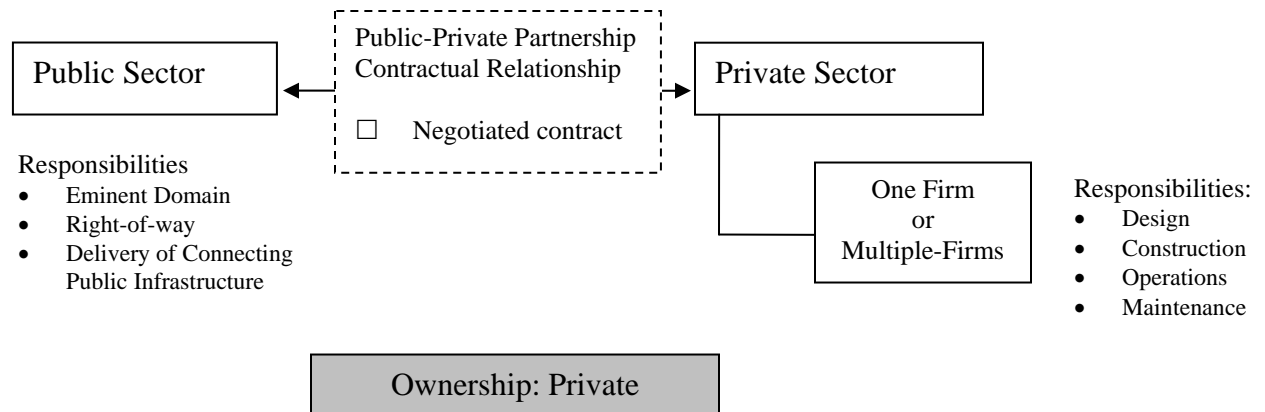 Public Sector
Public-Private Partnership
Contractual Relationship
☐ Negotiated contract
Private Sector
Responsibilities
• Eminent Domain
• Right-of-way
• Delivery of Connecting
Public Infrastructure
One Firm
or
Multiple-Firms
Responsibilities:
• Design
• Construction
• Operations
• Maintenance
Ownership: Private